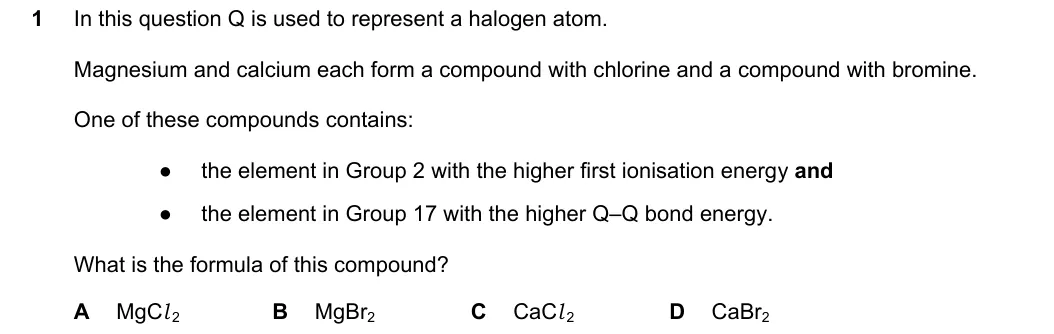 1 In this question Q is used to represent a halogen atom.
Magnesium and calcium each form a compound with chlorine and a compound with bromine.
One of these compounds contains:
● the element in Group 2 with the higher first ionisation energy and
● the element in Group 17 with the higher Q–Q bond energy.
What is the formula of this compound?
A MgCl₂ B MgBr₂ C CaCl₂ D CaBr₂